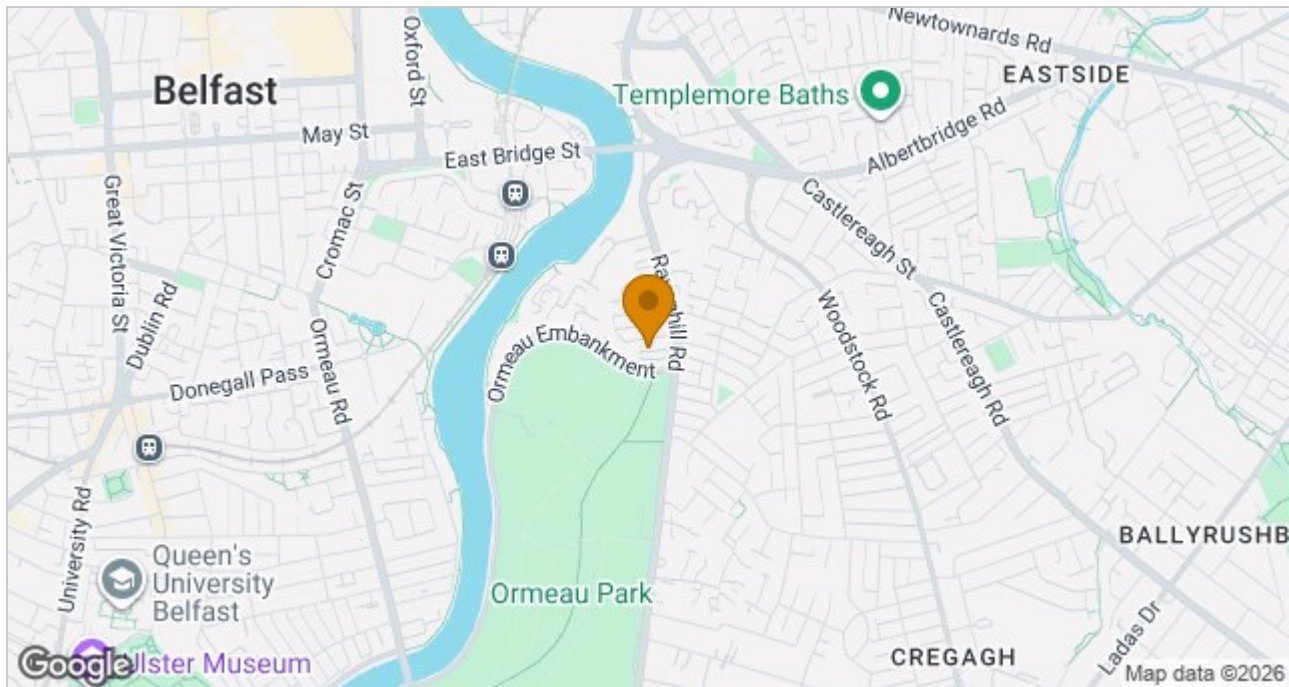 Newtownards Rd
EASTSIDE
Oxford St
Belfast
Templemore Baths
May St
East Bridge St
Albertbridge Rd
Great Victoria St
Cromac St
Castlereagh St
Dublin Rd
Ormeau Rd
hill Rd
Woodstock Rd
Castlereagh Rd
Ormeau Embankment
Donegall Pass
University Rd
Queen's
University
Belfast
Ormeau Park
BALLYRUSHB
Ladas Dr
CREGAGH
Google
Ulster Museum
Map data ©2026